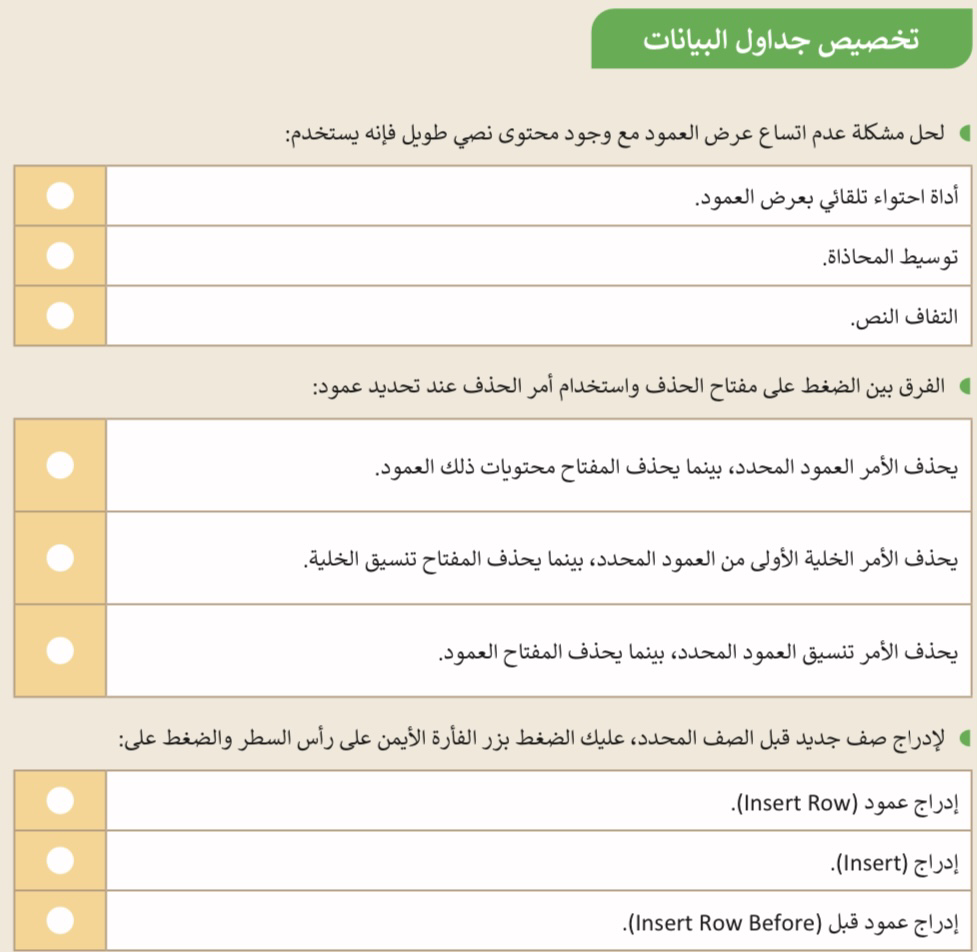 تخصيص جداول البيانات
لحل مشكلة عدم اتساع عرض العمود مع وجود محتوى نصي طويل فإنه يستخدم:
أداة احتواء تلقائي بعرض العمود.
توسيط المحاذاة.
التفاف النص.
الفرق بين الضغط على مفتاح الحذف واستخدام أمر الحذف عند تحديد عمود:
يحذف الأمر العمود المحدد، بينما يحذف المفتاح محتويات ذلك العمود.
يحذف الأمر الخلية الأولى من العمود المحدد، بينما يحذف المفتاح تنسيق الخلية.
يحذف الأمر تنسيق العمود المحدد، بينما يحذف المفتاح العمود.
لإدراج صف جديد قبل الصف المحدد، عليك الضغط بزر الفأرة الأيمن على رأس السطر والضغط على:
إدراج عمود (Insert Row).
إدراج (Insert).
إدراج عمود قبل (Insert Row Before).